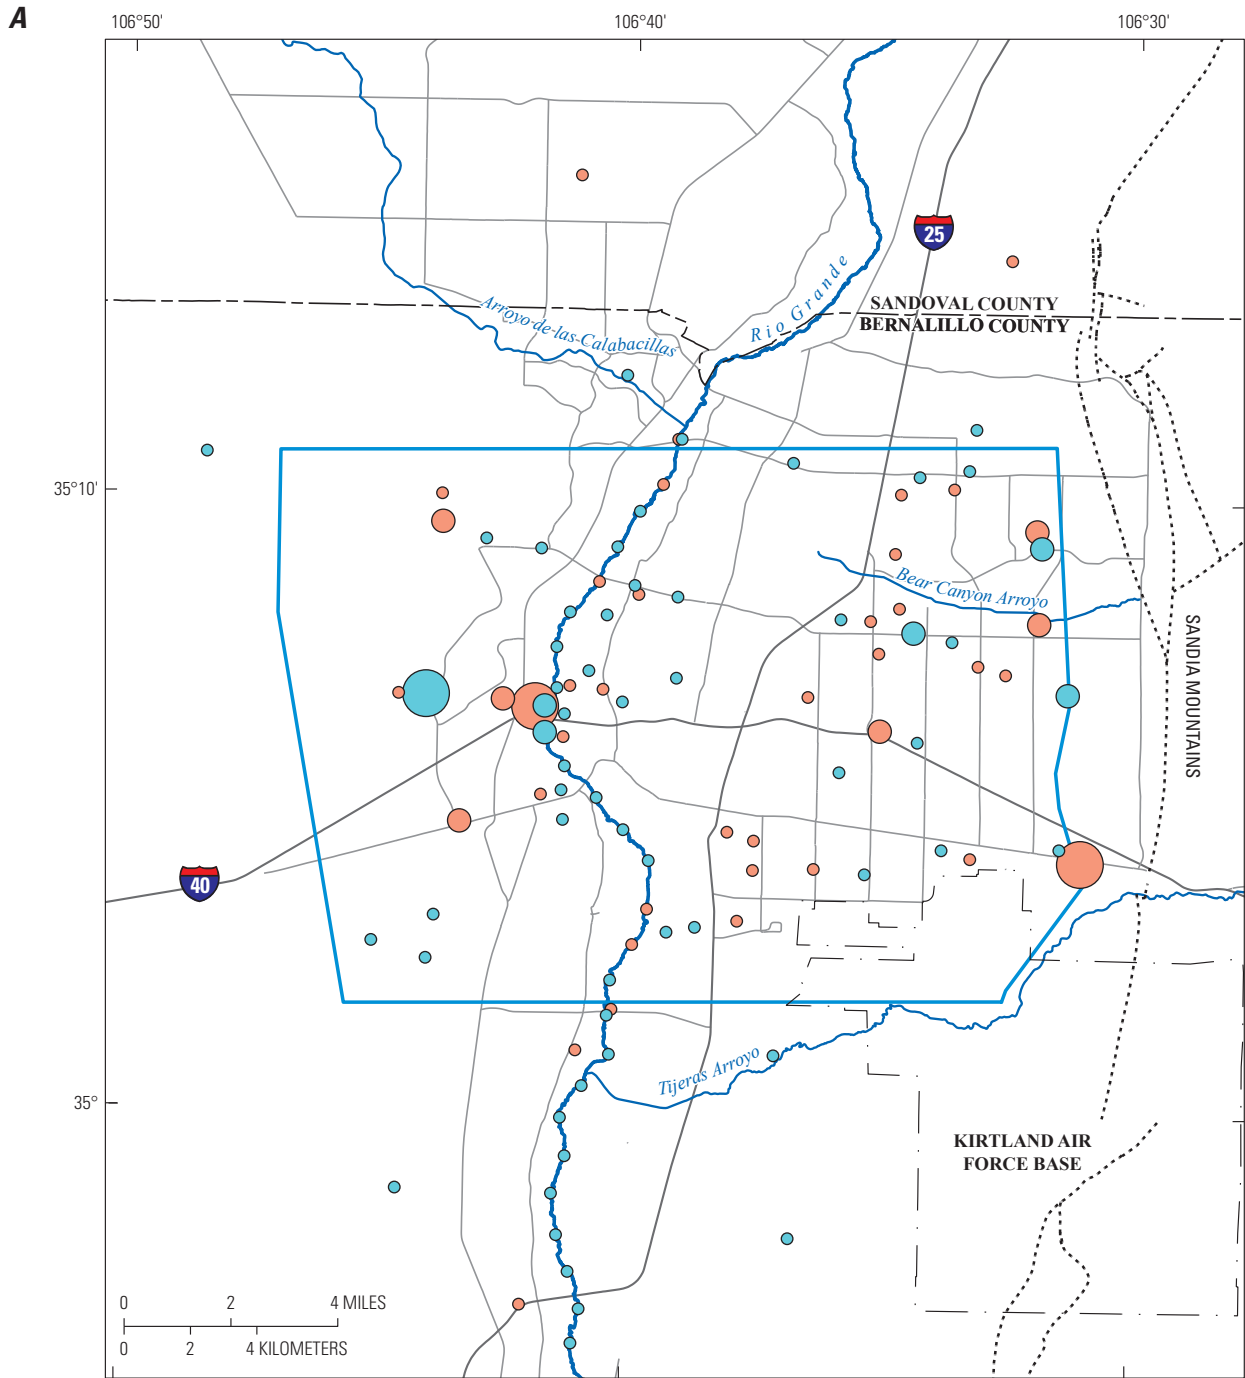 A
106°50'
106°40'
106°30'
25
Rio Grande
SANDOVAL COUNTY
BERNALILLO COUNTY
Arroyo-de-las-Calabacillas
35°10'
Bear Canyon Arroyo
SANDIA MOUNTAINS
40
Tijeras Arroyo
35°
KIRTLAND AIR
FORCE BASE
0 2 4 MILES
0 2 4 KILOMETERS